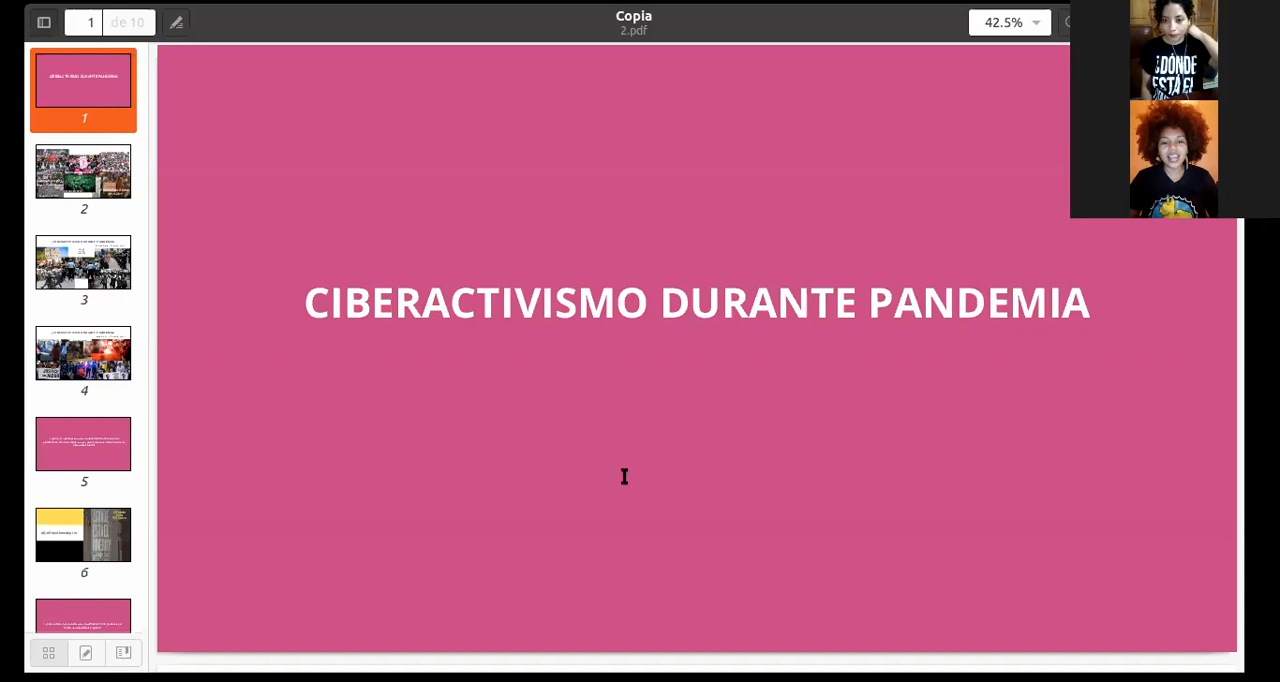 1
de 10
Copia
2.pdf
42.5%
1
2
3
4
5
6
CIBERACTIVISMO DURANTE PANDEMIA
¿DÓNDE
ESTÁ EL